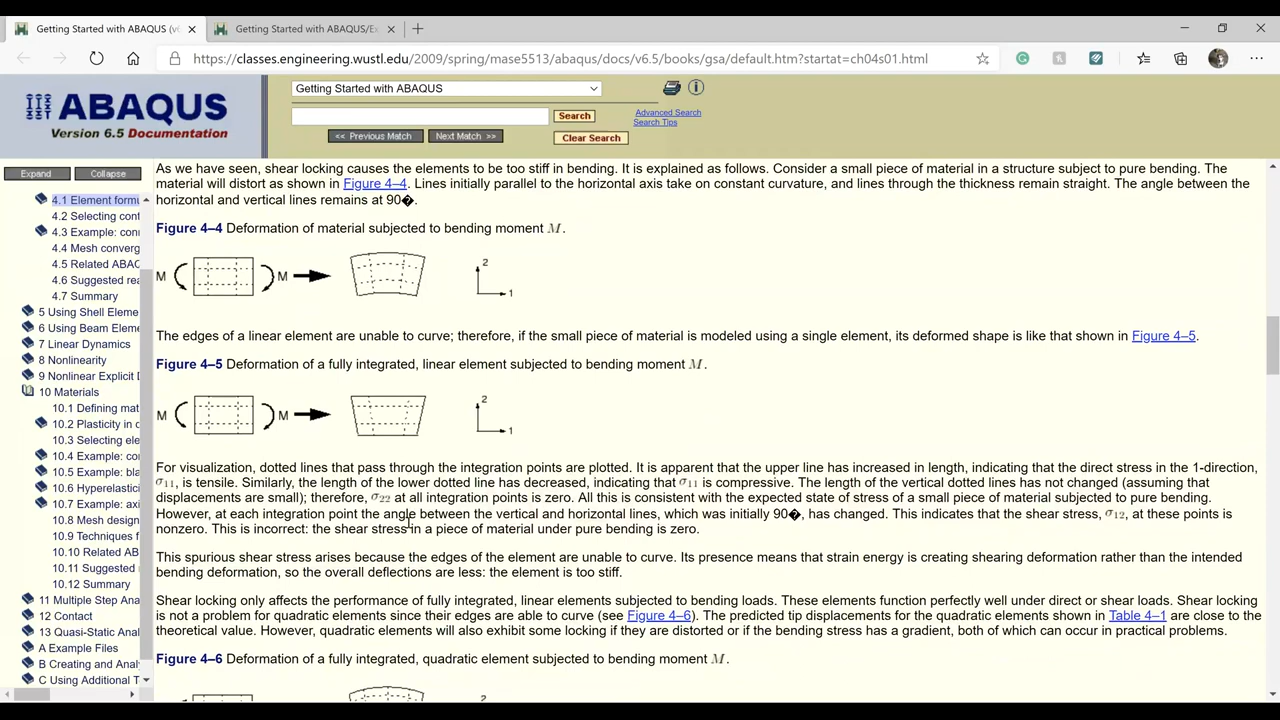 Getting Started with ABAQUS (v6
Getting Started with ABAQUS/Ex
https://classes.engineering.wustl.edu/2009/spring/mase5513/abaqus/docs/v6.5/books/gsa/default.htm?startat=ch04s01.html
ABAQUS
Version 6.5 Documentation
Getting Started with ABAQUS
Search
Advanced Search
Search Tips
<< Previous Match
Next Match >>
Clear Search
Expand
Collapse
4.1 Element formu
4.2 Selecting cont
4.3 Example: conn
4.4 Mesh converg
4.5 Related ABAC
4.6 Suggested rea
4.7 Summary
5 Using Shell Eleme
6 Using Beam Eleme
7 Linear Dynamics
8 Nonlinearity
9 Nonlinear Explicit D
10 Materials
10.1 Defining mat
10.2 Plasticity in d
10.3 Selecting ele
10.4 Example: con
10.5 Example: blas
10.6 Hyperelastici
10.7 Example: axis
10.8 Mesh design
10.9 Techniques f
10.10 Related AB
10.11 Suggested
10.12 Summary
11 Multiple Step Ana
12 Contact
13 Quasi-Static Anal
A Example Files
B Creating and Analy
C Using Additional T
As we have seen, shear locking causes the elements to be too stiff in bending. It is explained as follows. Consider a small piece of material in a structure subject to pure bending. The
material will distort as shown in Figure 4–4. Lines initially parallel to the horizontal axis take on constant curvature, and lines through the thickness remain straight. The angle between the
horizontal and vertical lines remains at 90�.
Figure 4–4 Deformation of material subjected to bending moment M.
M M 2 1
The edges of a linear element are unable to curve; therefore, if the small piece of material is modeled using a single element, its deformed shape is like that shown in Figure 4–5.
Figure 4–5 Deformation of a fully integrated, linear element subjected to bending moment M.
M M 2 1
For visualization, dotted lines that pass through the integration points are plotted. It is apparent that the upper line has increased in length, indicating that the direct stress in the 1-direction,
σ11, is tensile. Similarly, the length of the lower dotted line has decreased, indicating that σ11 is compressive. The length of the vertical dotted lines has not changed (assuming that
displacements are small); therefore, σ22 at all integration points is zero. All this is consistent with the expected state of stress of a small piece of material subjected to pure bending.
However, at each integration point the angle between the vertical and horizontal lines, which was initially 90�, has changed. This indicates that the shear stress, σ12, at these points is
nonzero. This is incorrect: the shear stress in a piece of material under pure bending is zero.
This spurious shear stress arises because the edges of the element are unable to curve. Its presence means that strain energy is creating shearing deformation rather than the intended
bending deformation, so the overall deflections are less: the element is too stiff.
Shear locking only affects the performance of fully integrated, linear elements subjected to bending loads. These elements function perfectly well under direct or shear loads. Shear locking
is not a problem for quadratic elements since their edges are able to curve (see Figure 4–6). The predicted tip displacements for the quadratic elements shown in Table 4–1 are close to the
theoretical value. However, quadratic elements will also exhibit some locking if they are distorted or if the bending stress has a gradient, both of which can occur in practical problems.
Figure 4–6 Deformation of a fully integrated, quadratic element subjected to bending moment M.
2